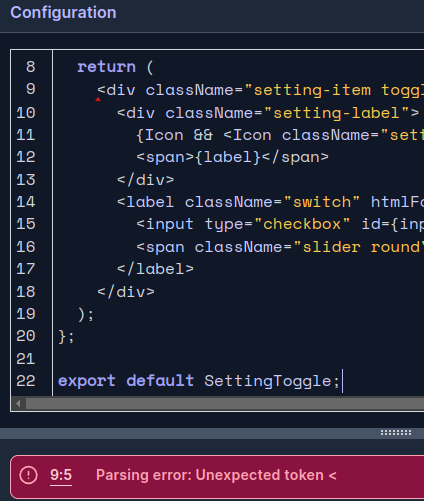 Configuration
8 return (
9 <div className="setting-item toggl
10 <div className="setting-label">
11 {Icon && <Icon className="sett
12 <span>{label}</span>
13 </div>
14 <label className="switch" htmlFo
15 <input type="checkbox" id={inp
16 <span className="slider round"
17 </label>
18 </div>
19 );
20 };
21
22 export default SettingToggle;
9:5 Parsing error: Unexpected token <